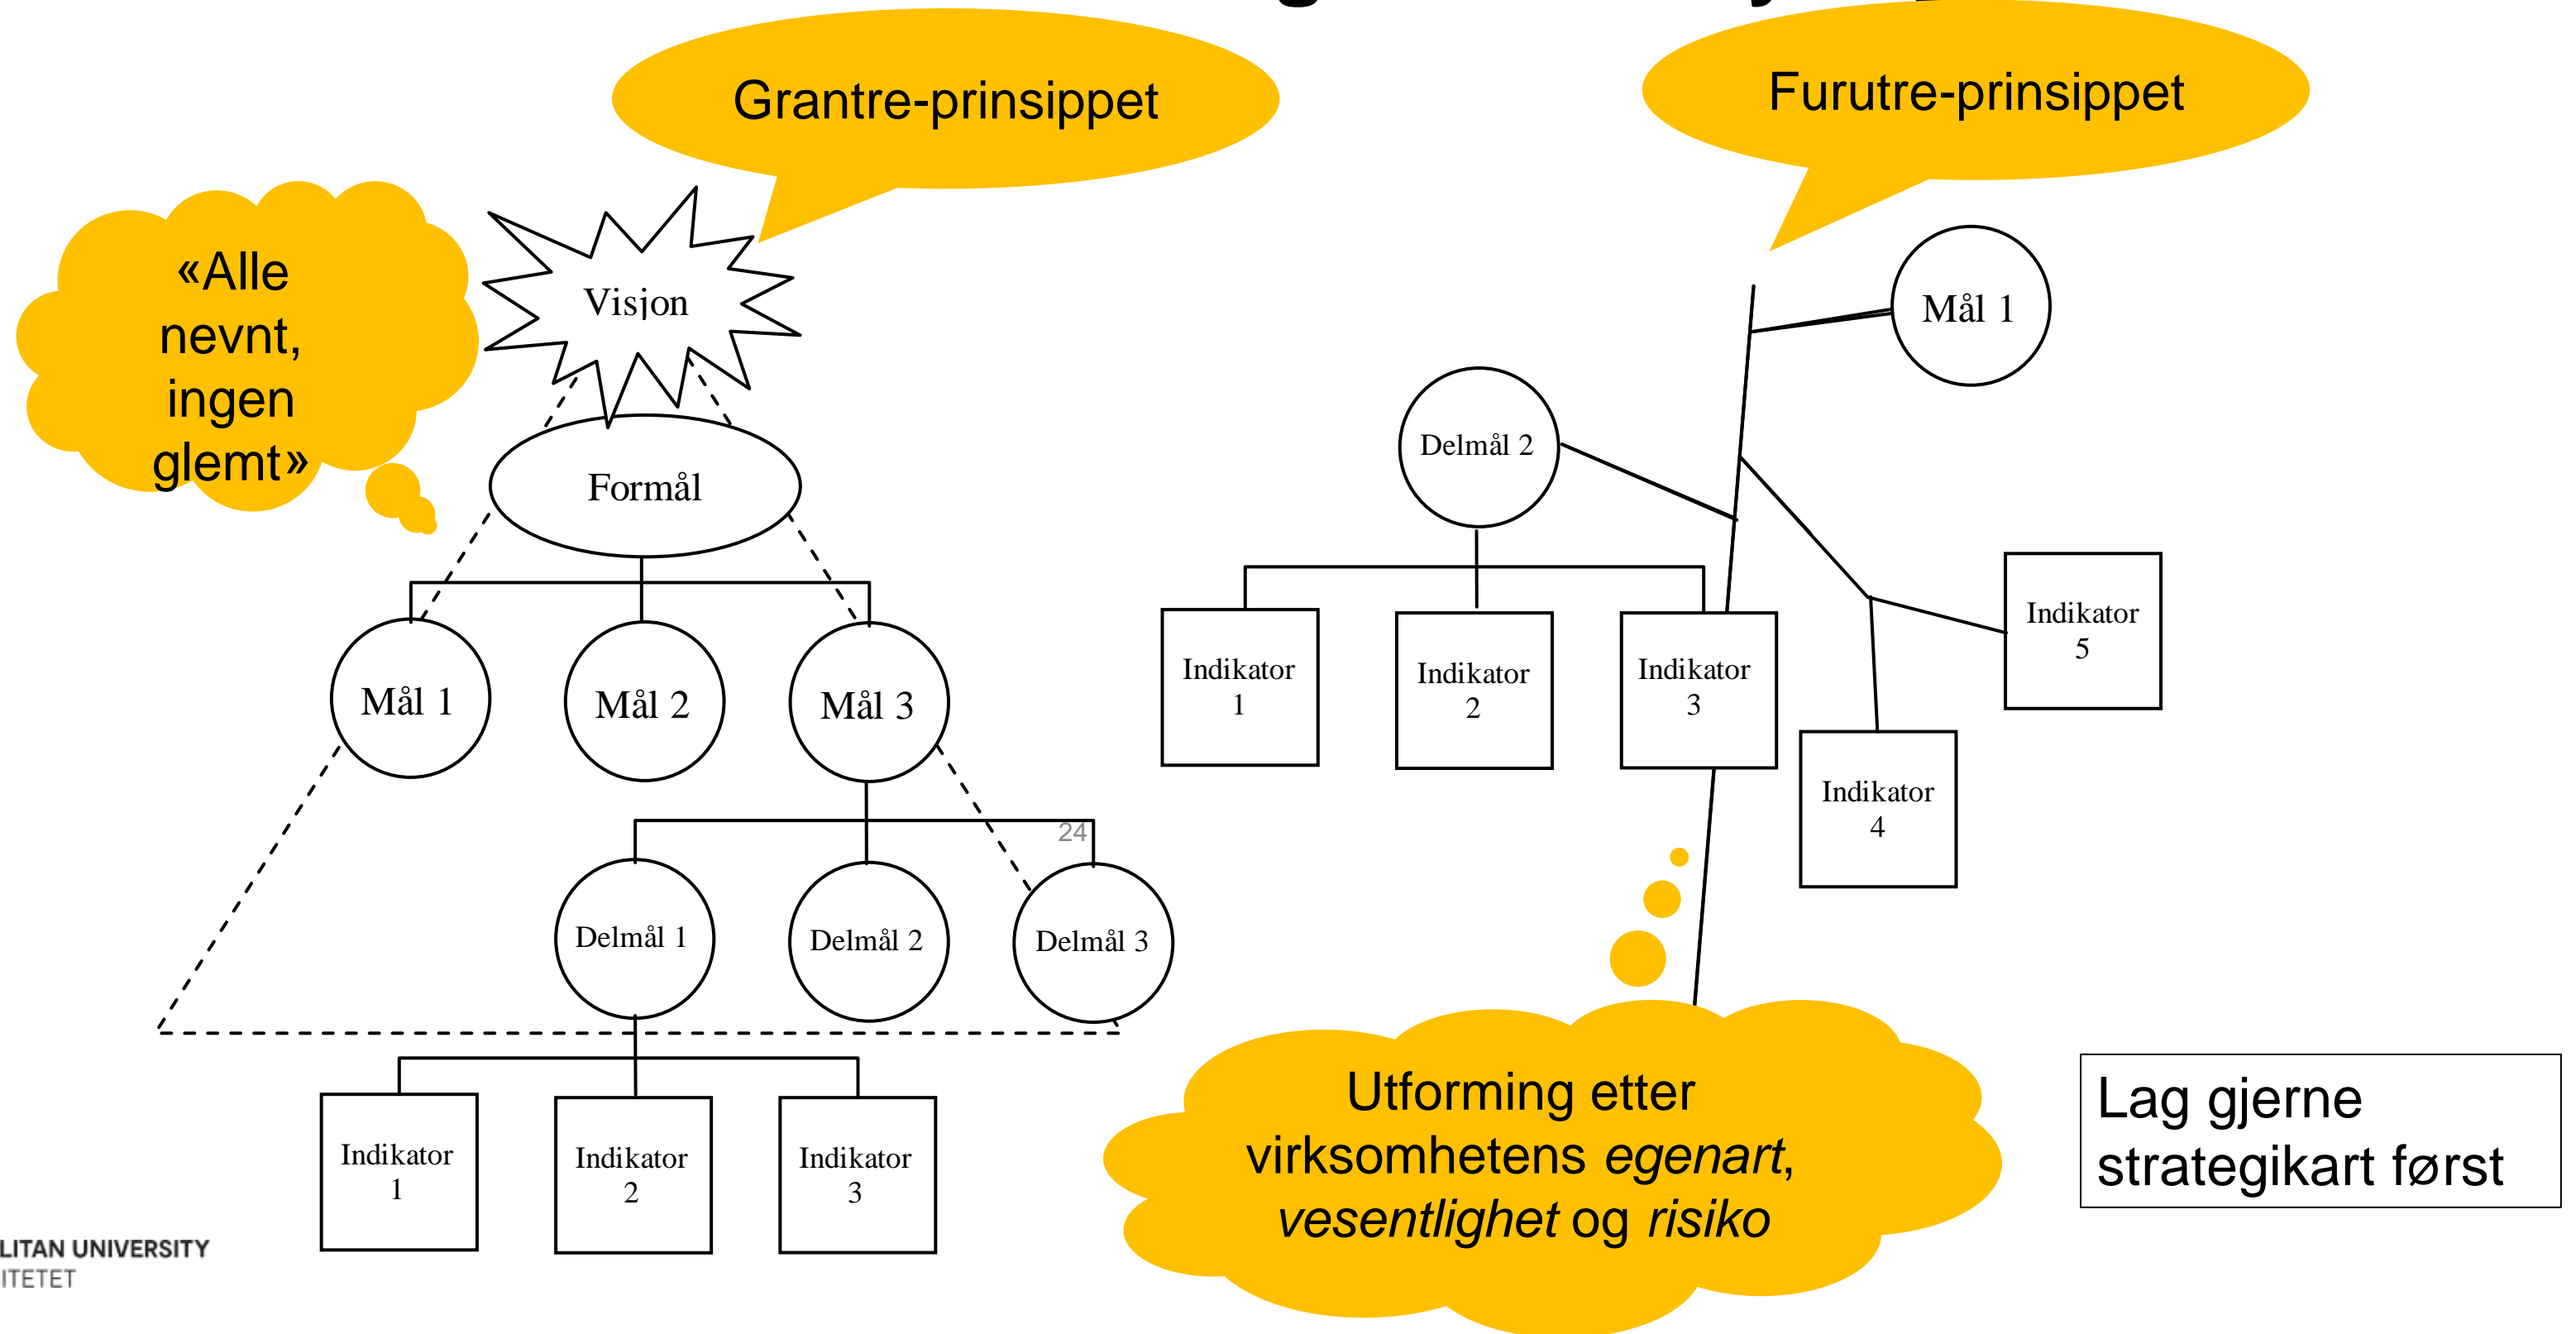 Grantre-prinsippet
Furutre-prinsippet
«Alle
nevnt,
ingen
glemt»
Visjon
Formål
Mål 1
Mål 2
Mål 3
24
Delmål 1
Delmål 2
Delmål 3
Indikator
1
Indikator
2
Indikator
3
Mål 1
Delmål 2
Indikator
1
Indikator
2
Indikator
3
Indikator
5
Indikator
4
Utforming etter
virksomhetens egenart,
vesentlighet og risiko
Lag gjerne
strategikart først
LITAN UNIVERSITY
ITETET